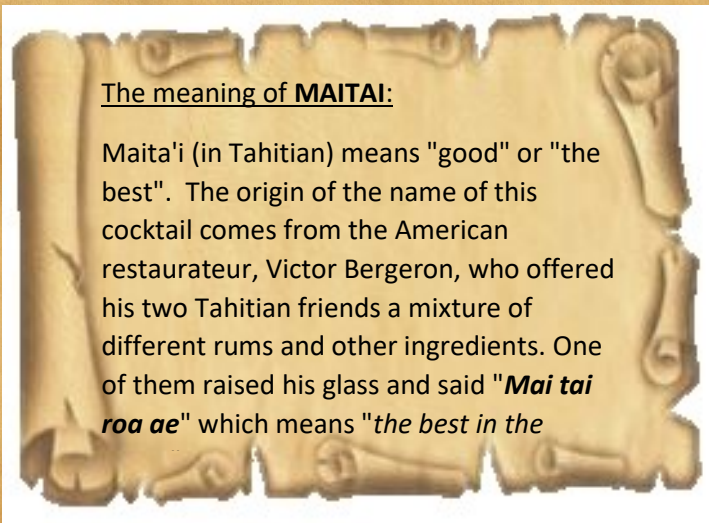 The meaning of MAITAI:
Maita'i (in Tahitian) means "good" or "the
best".  The origin of the name of this
cocktail comes from the American
restaurateur, Victor Bergeron, who offered
his two Tahitian friends a mixture of
different rums and other ingredients. One
of them raised his glass and said "Mai tai
roa ae" which means "the best in the